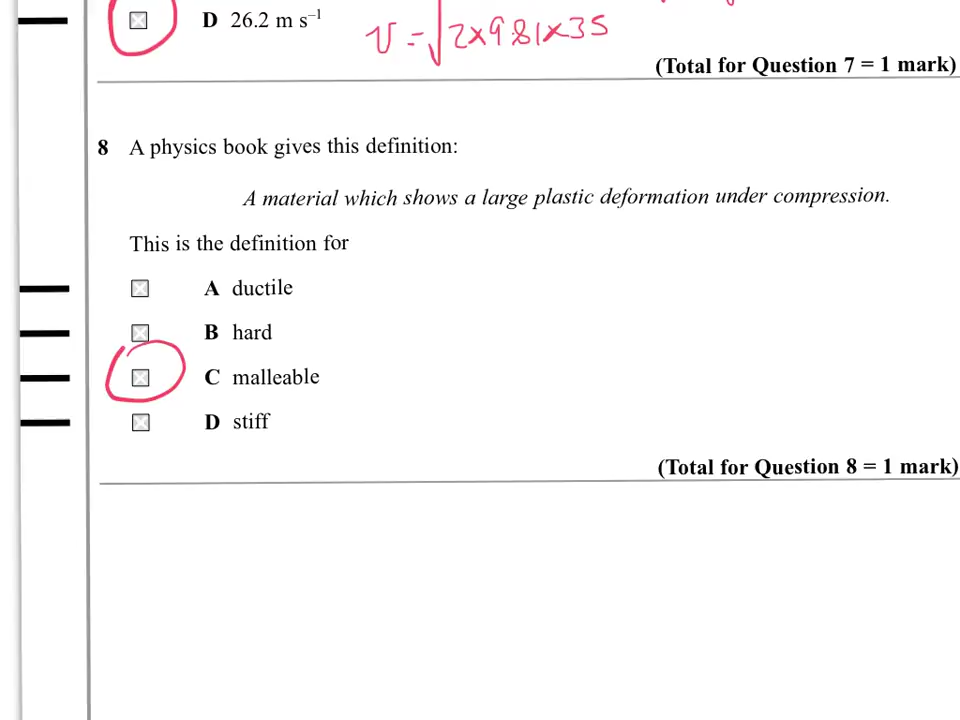 D 26.2 m s⁻¹
v = √2×9.81×35
(Total for Question 7 = 1 mark)
8 A physics book gives this definition:
A material which shows a large plastic deformation under compression.
This is the definition for
A ductile
B hard
C malleable
D stiff
(Total for Question 8 = 1 mark)